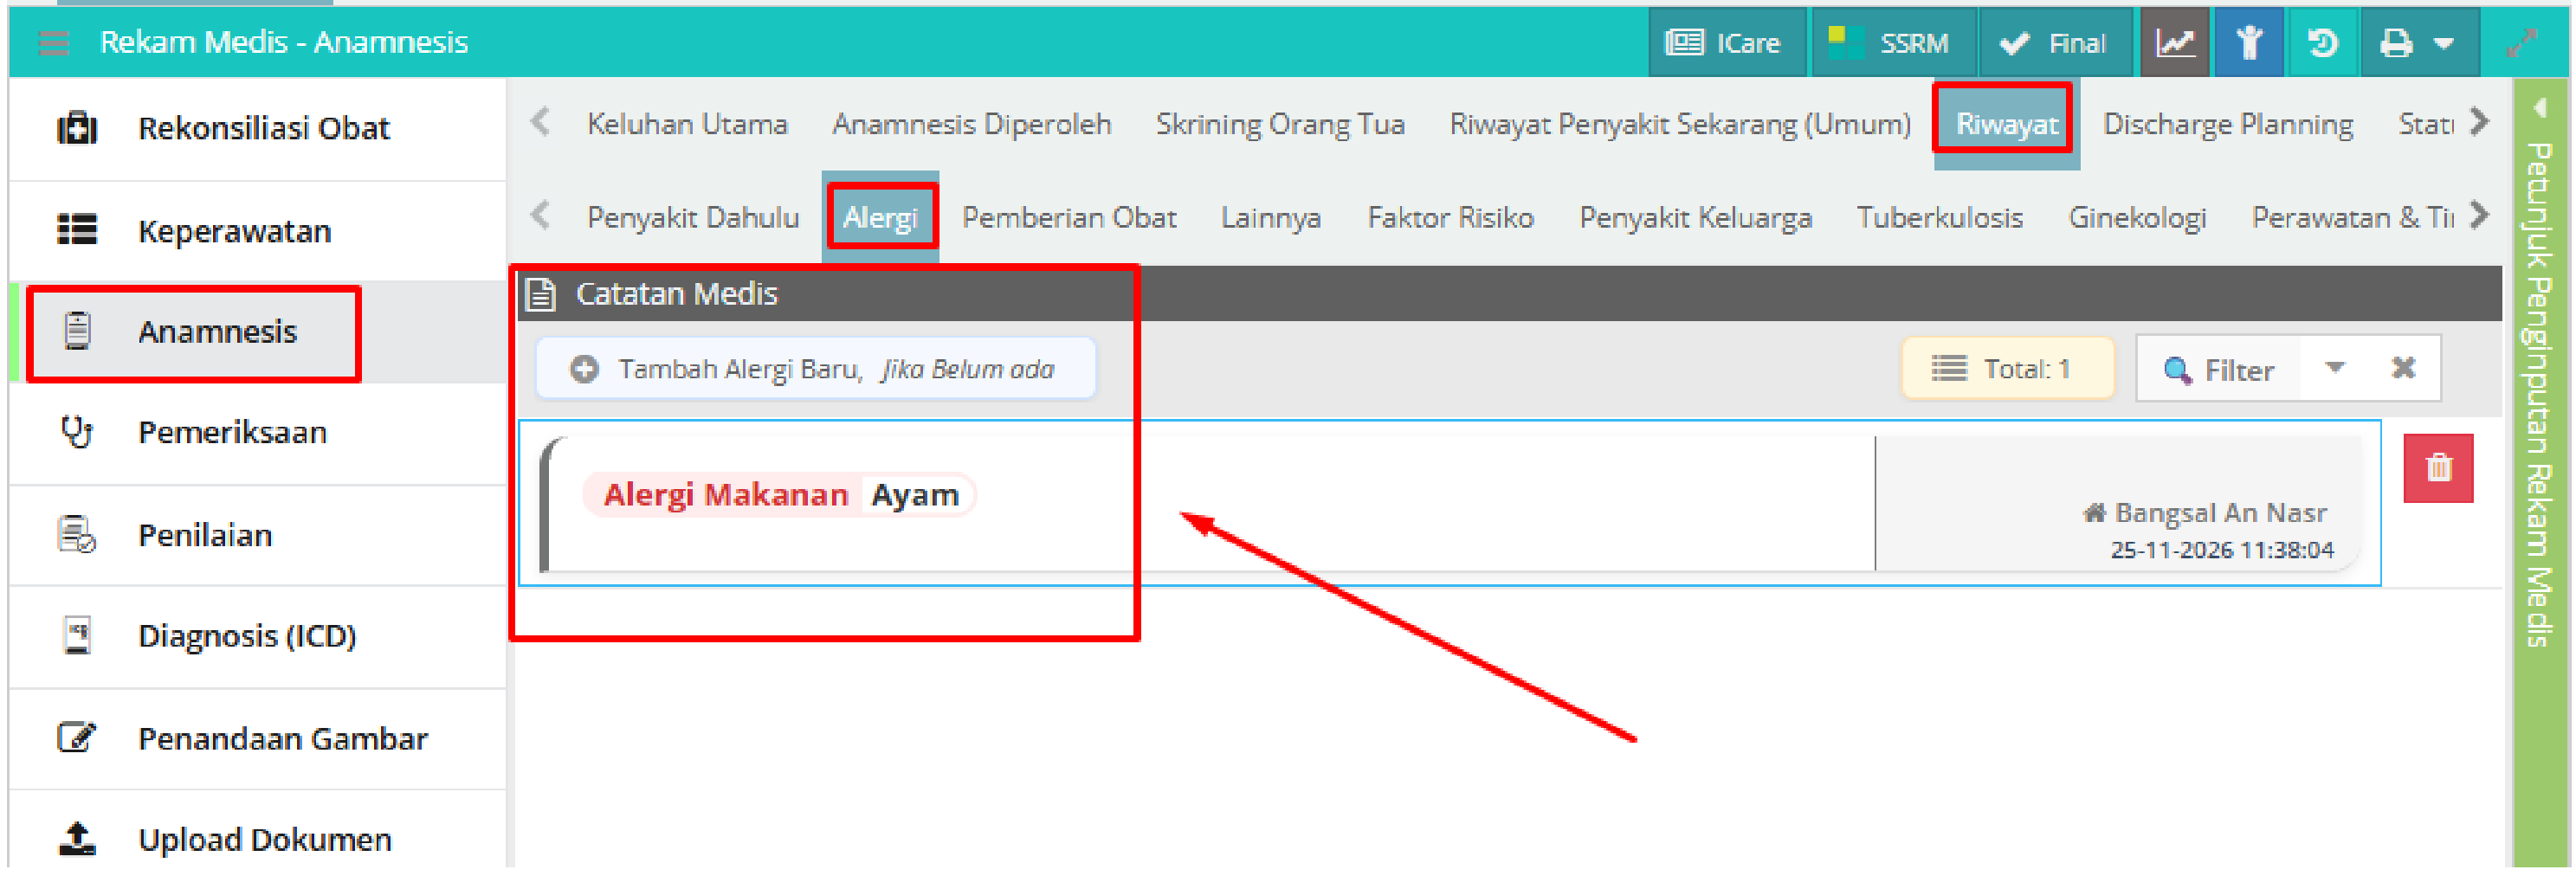 Rekam Medis - Anamnesis
ICare
SSRM
Final
Rekonsiliasi Obat
Keperawatan
Anamnesis
Pemeriksaan
Penilaian
Diagnosis (ICD)
Penandaan Gambar
Upload Dokumen
Keluhan Utama Anamnesis Diperoleh Skrining Orang Tua Riwayat Penyakit Sekarang (Umum) Riwayat Discharge Planning
Penyakit Dahulu Alergi Pemberian Obat Lainnya Faktor Risiko Penyakit Keluarga Tuberkulosis Ginekologi Perawatan &
Catatan Medis
Tambah Alergi Baru, Jika Belum ada
Total: 1
Filter
Alergi Makanan Ayam
Bangsal An Nasr
25-11-2026 11:38:04
Petunjuk Penginputan Rekam Medis